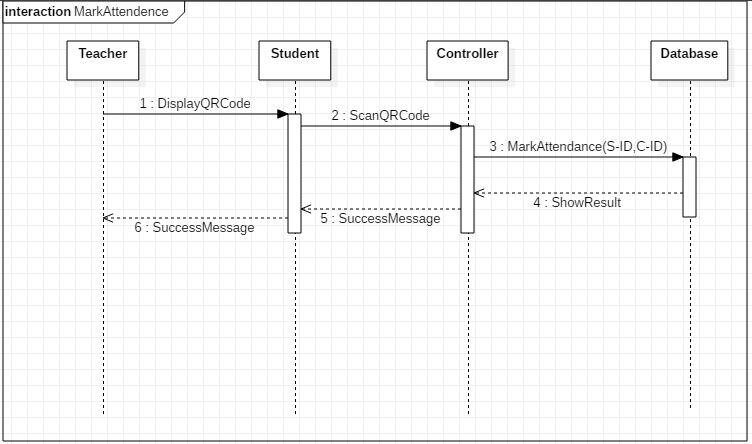 interaction MarkAttendence
Teacher
Student
Controller
Database
1 : DisplayQRCode
2 : ScanQRCode
3 : MarkAttendance(S-ID,C-ID)
4 : ShowResult
5 : SuccessMessage
6 : SuccessMessage